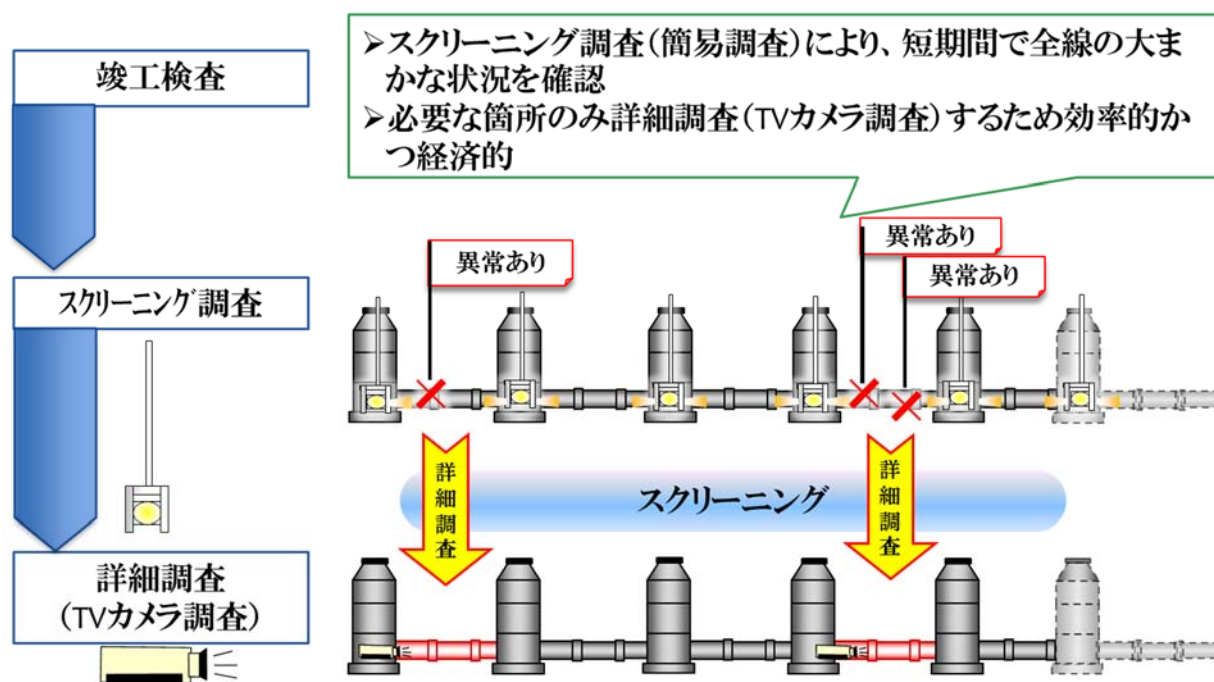 竣工検査
スクリーニング調査
詳細調査
(TVカメラ調査)
➢スクリーニング調査(簡易調査)により、短期間で全線の大ま
かな状況を確認
➢必要な箇所のみ詳細調査(TVカメラ調査)するため効率的か
つ経済的
異常あり
異常あり
異常あり
詳細調査
スクリーニング
詳細調査